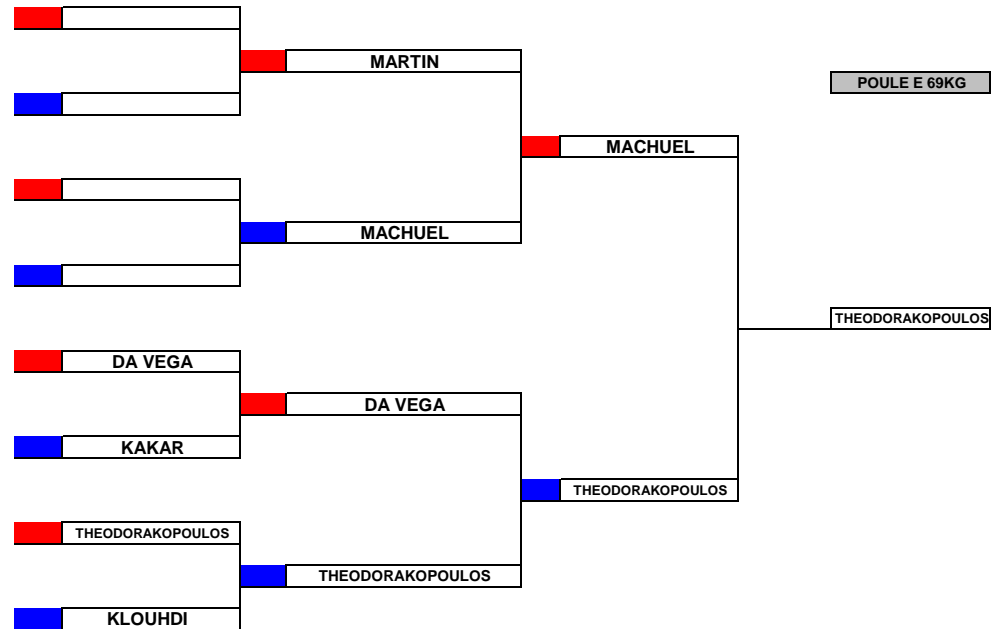 MARTIN
POULE E 69KG
MACHUEL
MACHUEL
THEODORAKOPOULOS
DA VEGA
DA VEGA
KAKAR
THEODORAKOPOULOS
THEODORAKOPOULOS
THEODORAKOPOULOS
KLOUHDI